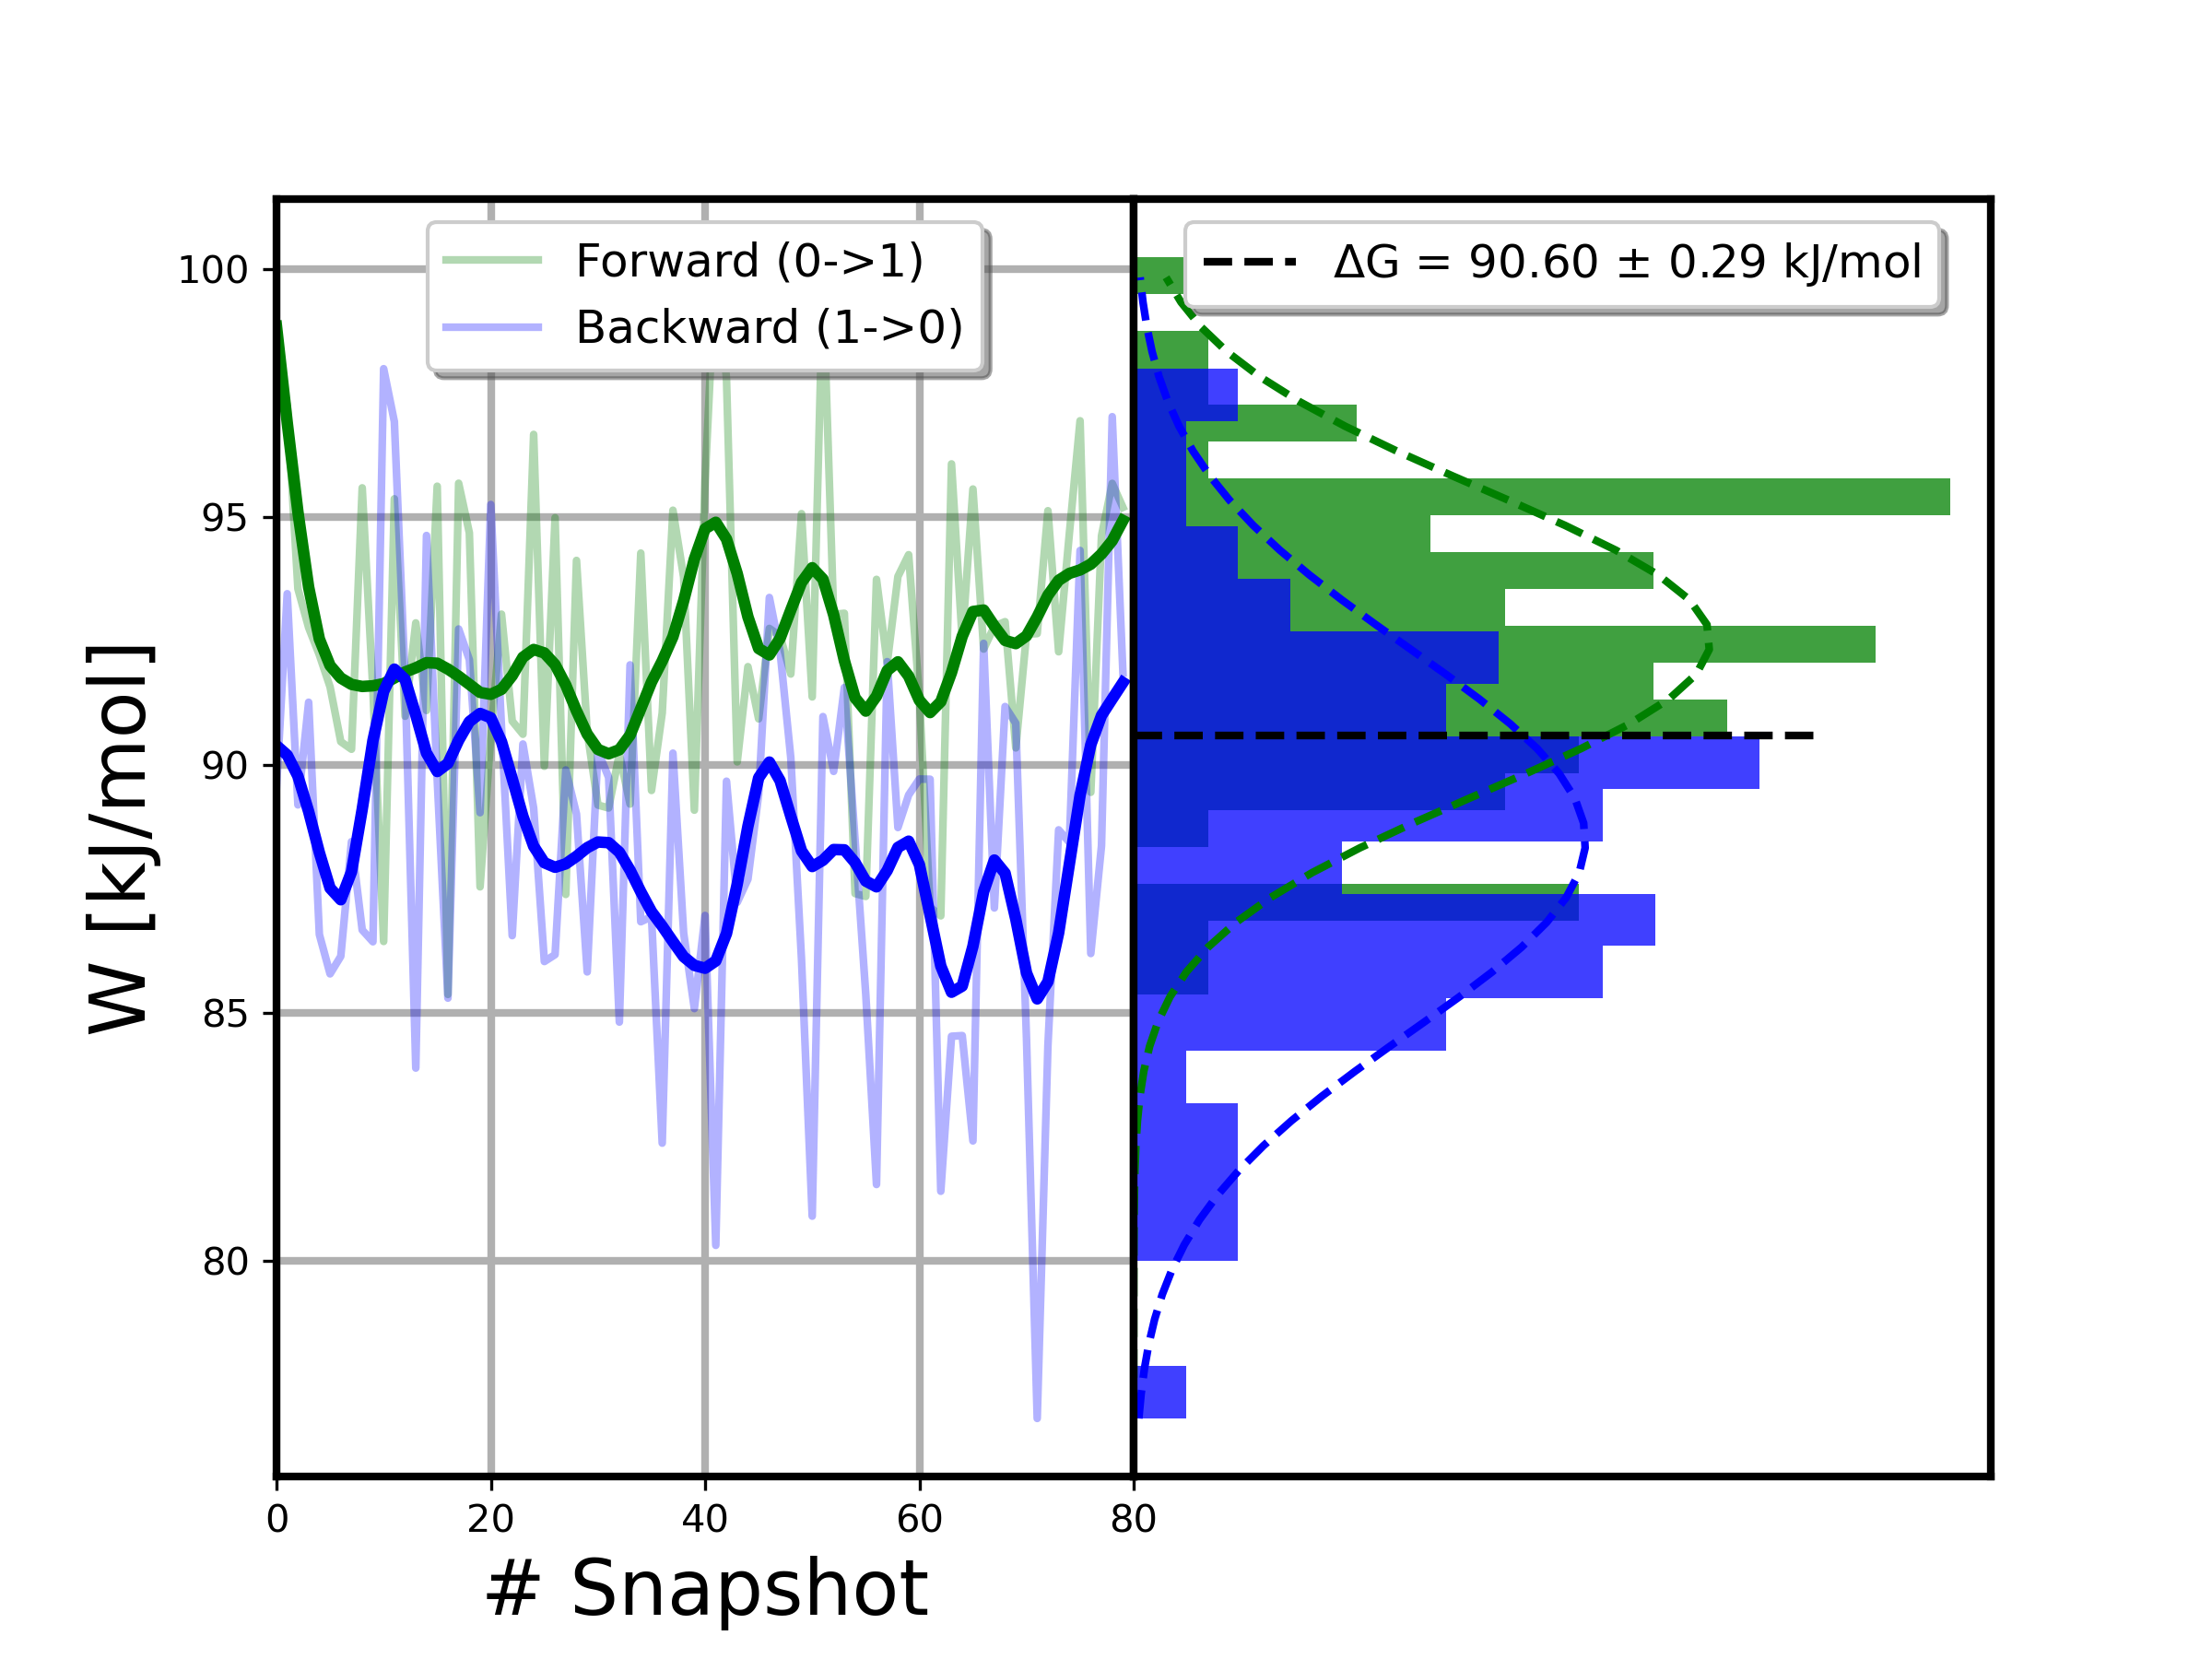 Forward (0->1)
Backward (1->0)
ΔG = 90.60 ± 0.29 kJ/mol
100
95
90
85
80
W [kJ/mol]
0 20 40 60 80
# Snapshot